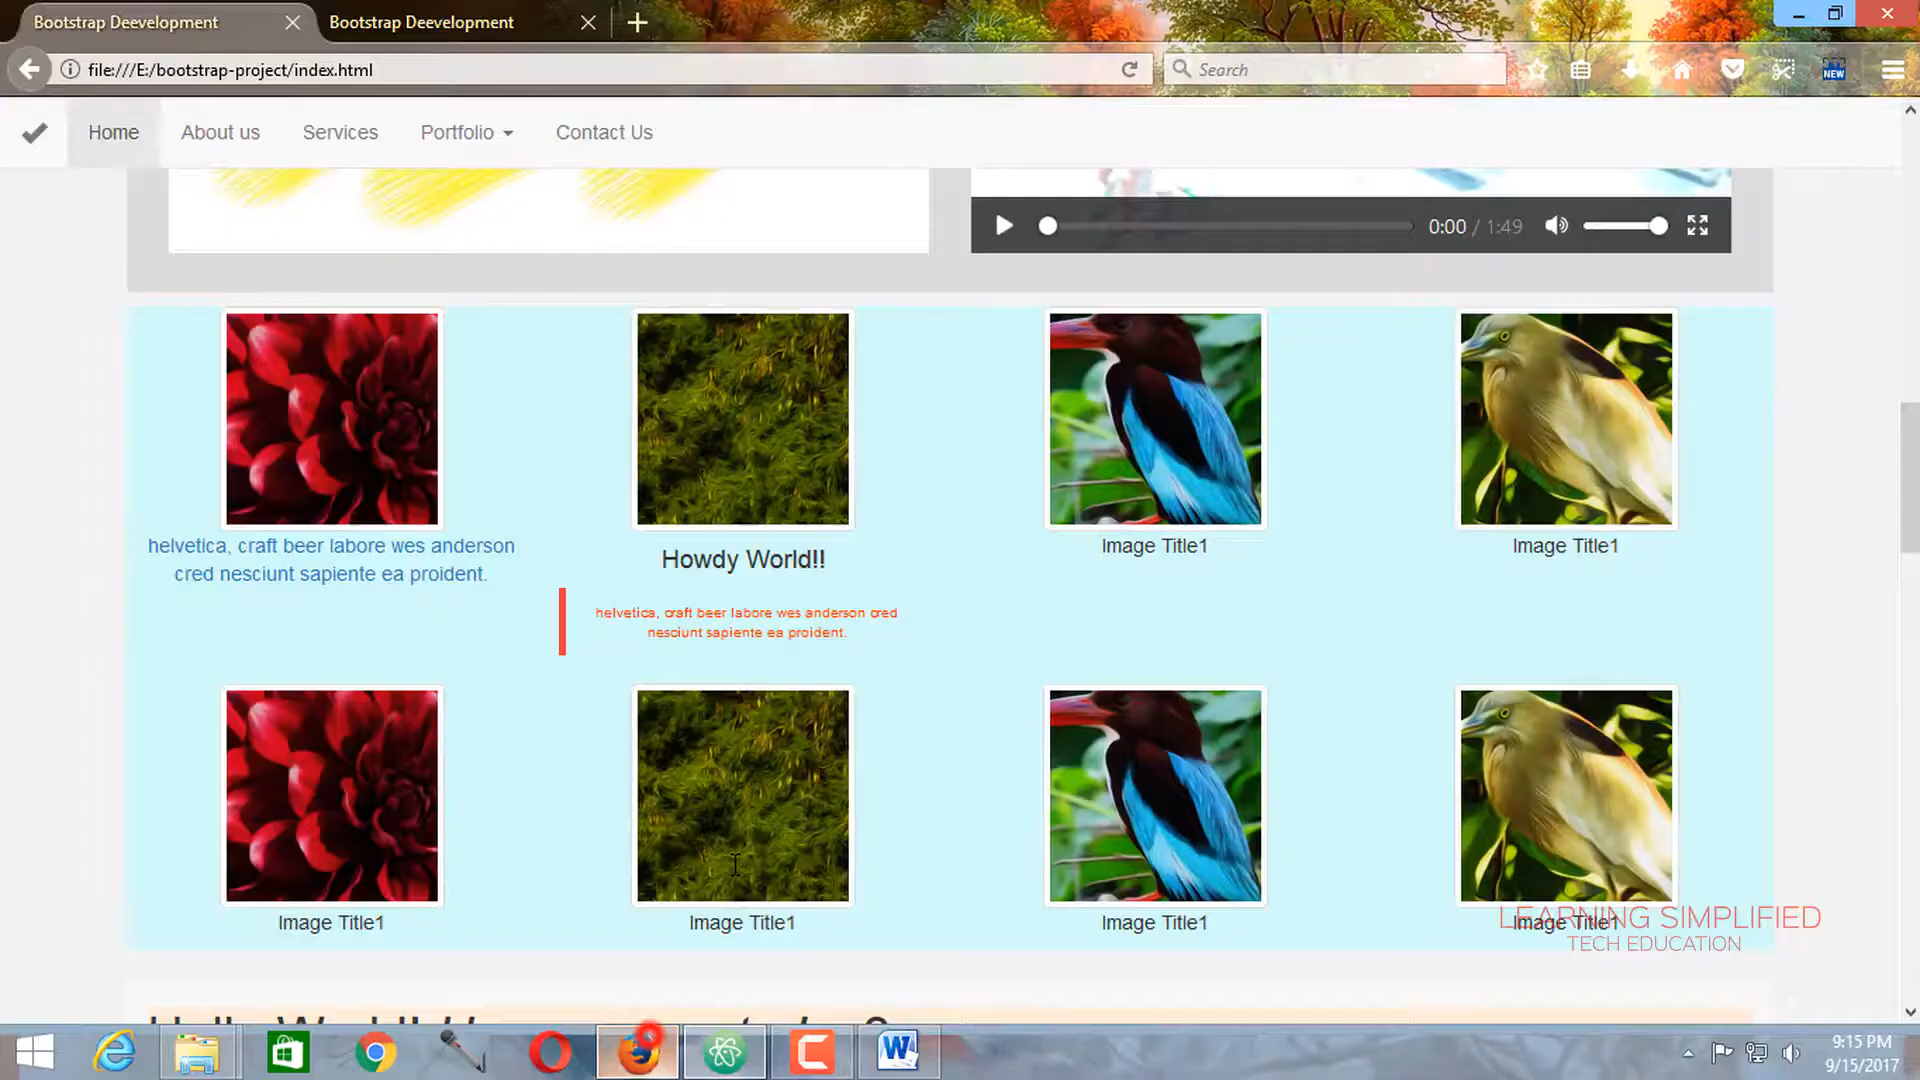 Bootstrap Deevelopment
Bootstrap Deevelopment
file:///E:/bootstrap-project/index.html
Search
NEW
Home
About us
Services
Portfolio
Contact Us
0:00 / 1:49
helvetica, craft beer labore wes anderson
cred nesciunt sapiente ea proident.
Howdy World!!
helvetica, craft beer labore wes anderson cred
nesciunt sapiente ea proident.
Image Title1
Image Title1
Image Title1
Image Title1
Image Title1
Image Title1
LEARNING SIMPLIFIED
TECH EDUCATION
9:15 PM
9/15/2017